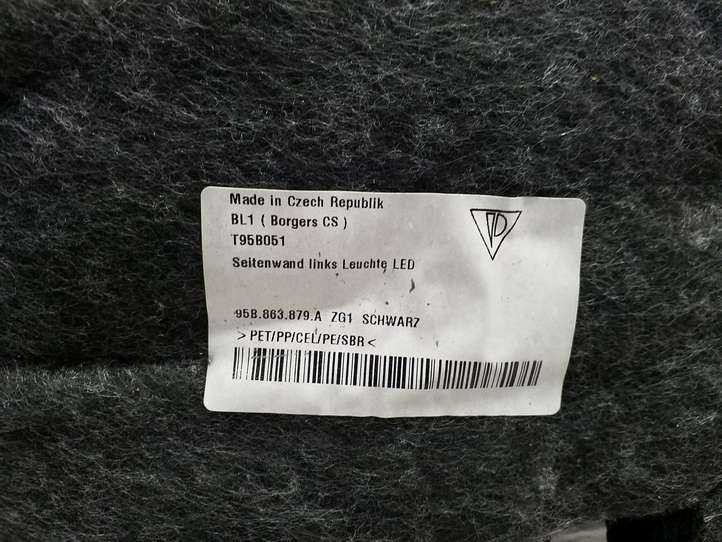 Made in Czech Republik
BL1 ( Borgers CS )
T95B051
Seitenwand links Leuchte LED
95B.863.879.A ZG1 SCHWARZ
>PET/PP/CEL/PE/SBR<